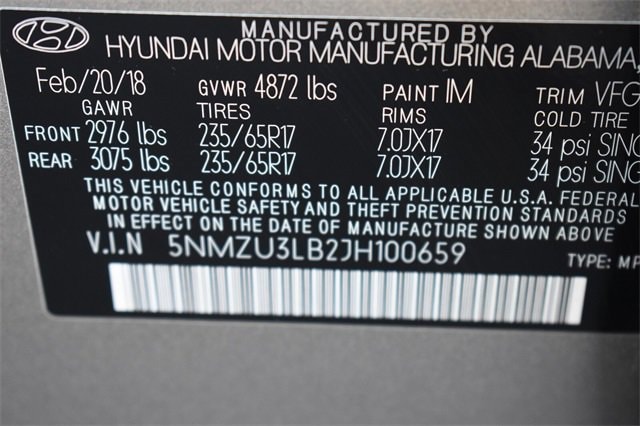 MANUFACTURED BY
HYUNDAI MOTOR MANUFACTURING ALABAMA,
Feb/20/18 GVWR 4872 lbs PAINT IM TRIM VFG
GAWR TIRES RIMS COLD TIRE
FRONT 2976 lbs 235/65R17 7.0JX17 34 psi SING
REAR 3075 lbs 235/65R17 7.0JX17 34 psi SING
THIS VEHICLE CONFORMS TO ALL APPLICABLE U.S.A. FEDERAL
MOTOR VEHICLE SAFETY AND THEFT PREVENTION STANDARDS
IN EFFECT ON THE DATE OF MANUFACTURE SHOWN ABOVE.
V.I.N 5NMZU3LB2JH100659
TYPE: MP